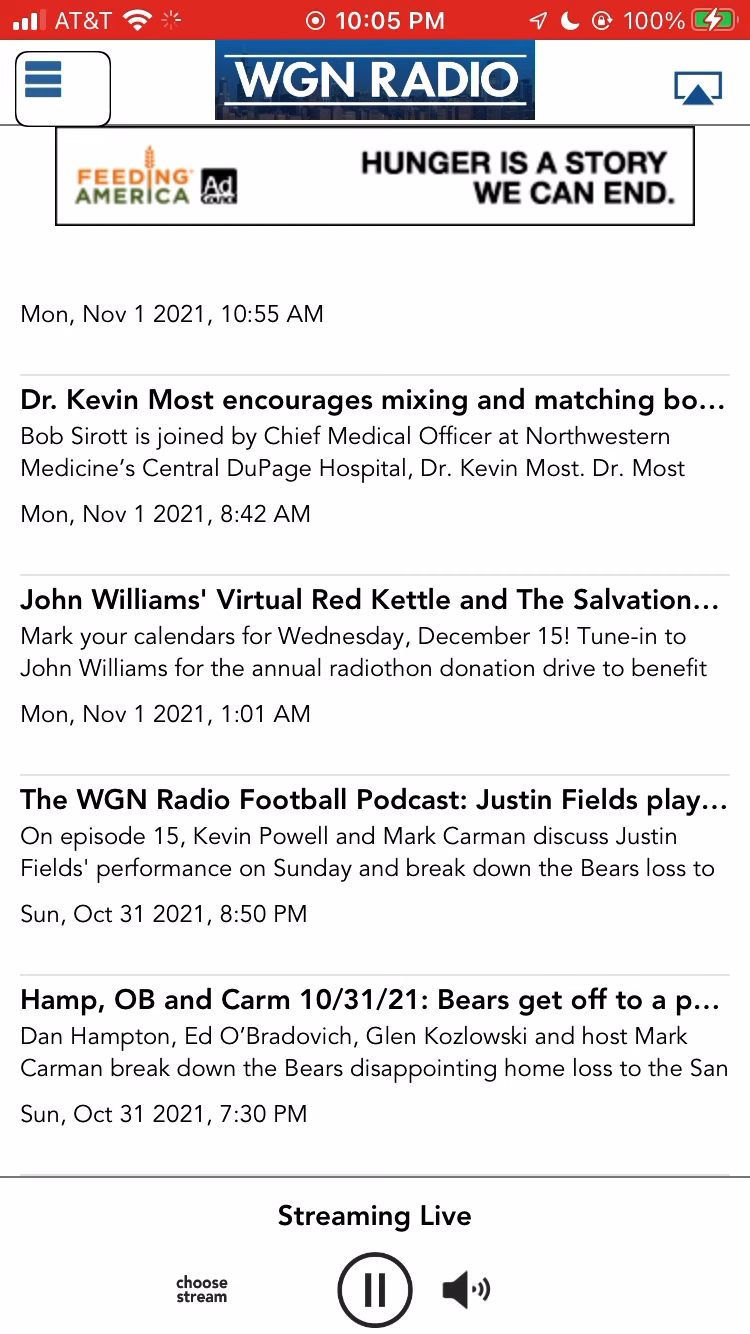 AT&T 10:05 PM 100%
WGN RADIO
FEEDING AMERICA Ad COUNCIL
HUNGER IS A STORY
WE CAN END.
Mon, Nov 1 2021, 10:55 AM
Dr. Kevin Most encourages mixing and matching bo...
Bob Sirott is joined by Chief Medical Officer at Northwestern
Medicine’s Central DuPage Hospital, Dr. Kevin Most. Dr. Most
Mon, Nov 1 2021, 8:42 AM
John Williams' Virtual Red Kettle and The Salvation...
Mark your calendars for Wednesday, December 15! Tune-in to
John Williams for the annual radiothon donation drive to benefit
Mon, Nov 1 2021, 1:01 AM
The WGN Radio Football Podcast: Justin Fields play...
On episode 15, Kevin Powell and Mark Carman discuss Justin
Fields' performance on Sunday and break down the Bears loss to
Sun, Oct 31 2021, 8:50 PM
Hamp, OB and Carm 10/31/21: Bears get off to a p...
Dan Hampton, Ed O’Bradovich, Glen Kozlowski and host Mark
Carman break down the Bears disappointing home loss to the San
Sun, Oct 31 2021, 7:30 PM
Streaming Live
choose
stream